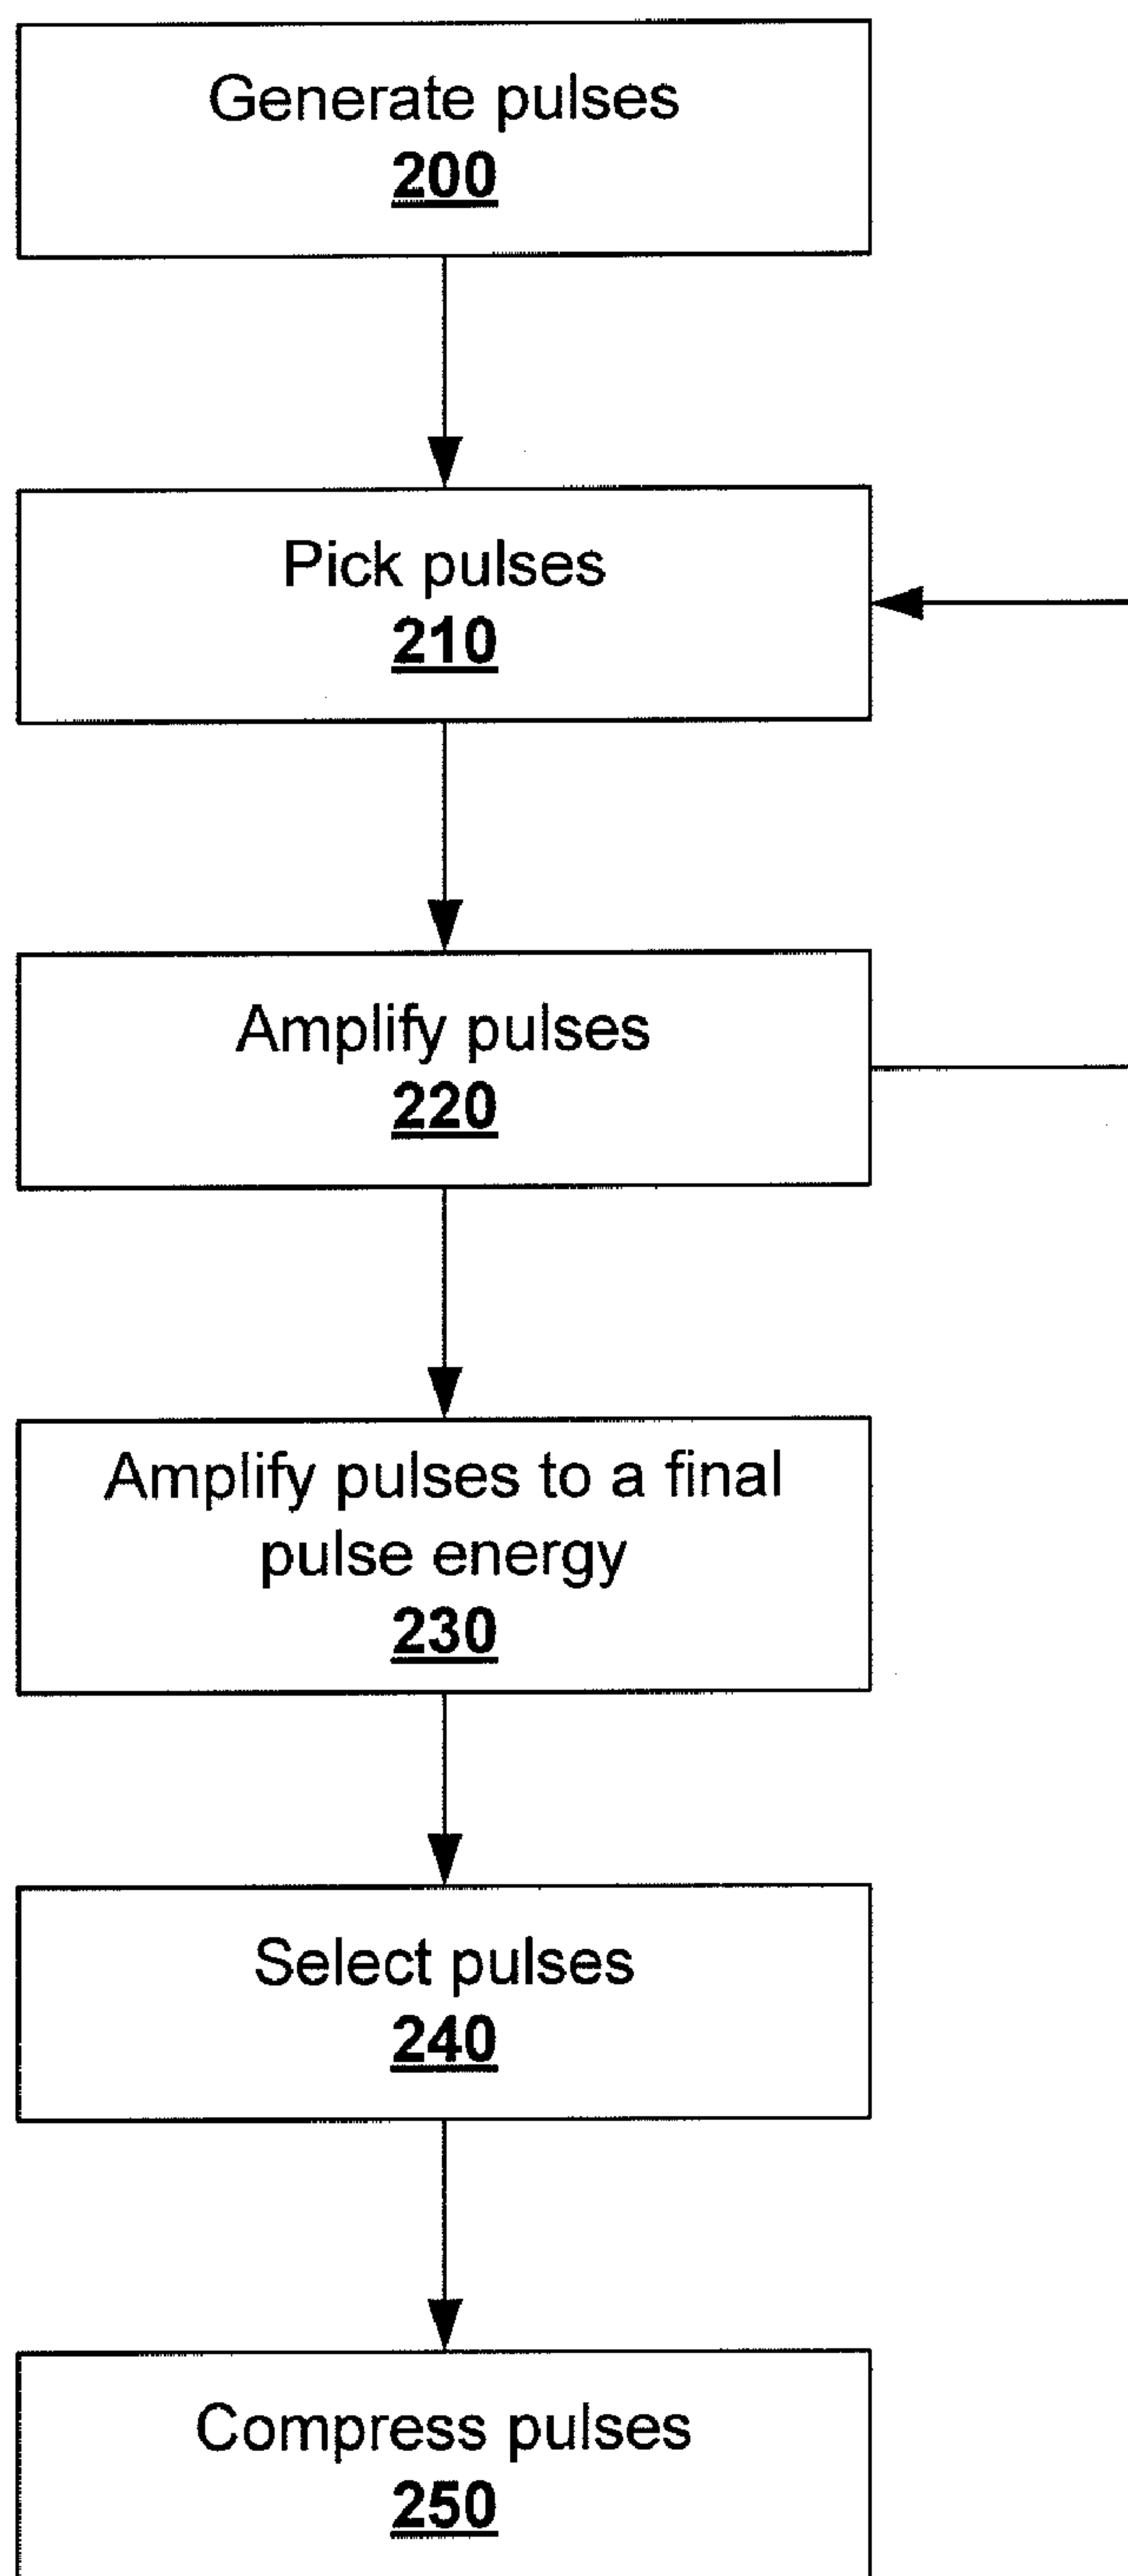 Generate pulses
200
Pick pulses
210
Amplify pulses
220
Amplify pulses to a final
pulse energy
230
Select pulses
240
Compress pulses
250